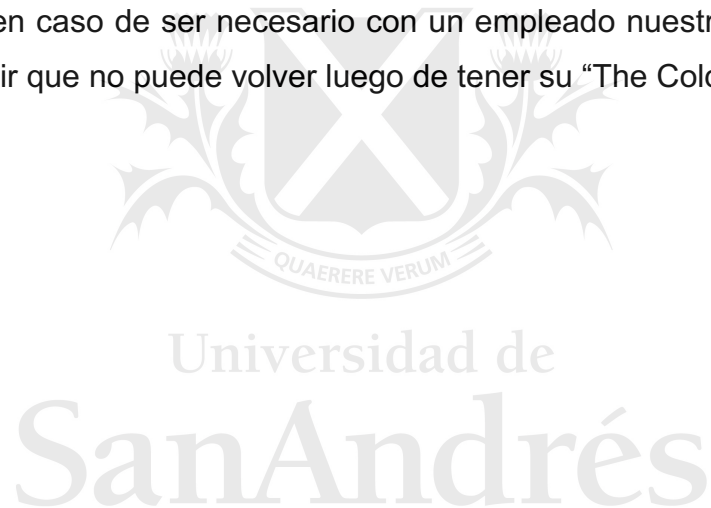 en caso de ser necesario con un empleado nuestr
ir que no puede volver luego de tener su “The Colo
QUAERERE VERUM
Universidad de
SanAndrés